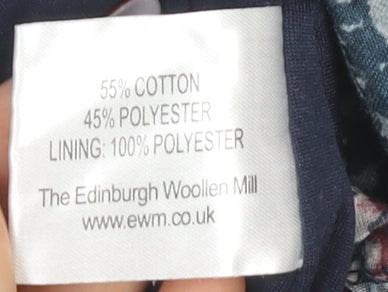 55% COTTON
45% POLYESTER
LINING: 100% POLYESTER
The Edinburgh Woollen Mill
www.ewm.co.uk